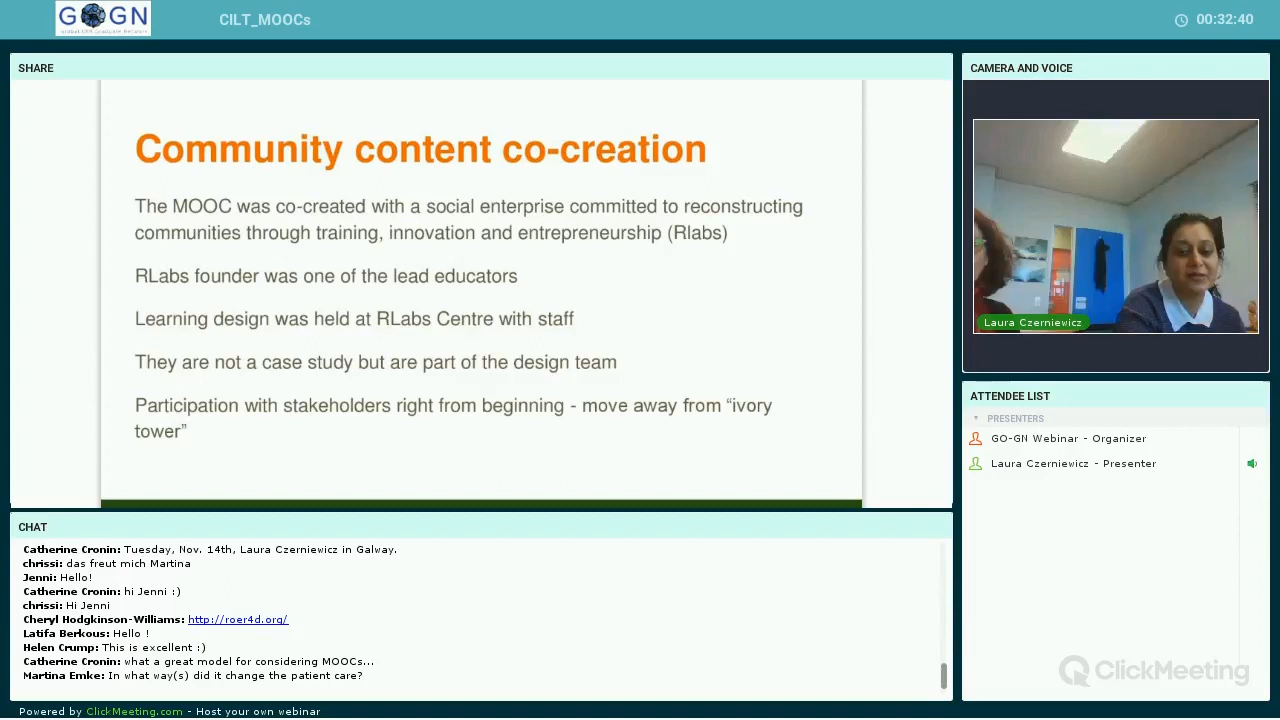 GOGN
Global OER Graduate Network
CILT_MOOCs
00:32:40
SHARE
Community content co-creation
The MOOC was co-created with a social enterprise committed to reconstructing
communities through training, innovation and entrepreneurship (Rlabs)
RLabs founder was one of the lead educators
Learning design was held at RLabs Centre with staff
They are not a case study but are part of the design team
Participation with stakeholders right from beginning - move away from “ivory
tower”
CHAT
Catherine Cronin: Tuesday, Nov. 14th, Laura Czerniewicz in Galway.
chrissi: das freut mich Martina
Jenni: Hello!
Catherine Cronin: hi Jenni :)
chrissi: Hi Jenni
Cheryl Hodgkinson-Williams: http://roer4d.org/
Latifa Berkous: Hello !
Helen Crump: This is excellent :)
Catherine Cronin: what a great model for considering MOOCs...
Martina Emke: In what way(s) did it change the patient care?
CAMERA AND VOICE
Laura Czerniewicz
ATTENDEE LIST
PRESENTERS
GO-GN Webinar - Organizer
Laura Czerniewicz - Presenter
ClickMeeting
Powered by ClickMeeting.com - Host your own webinar